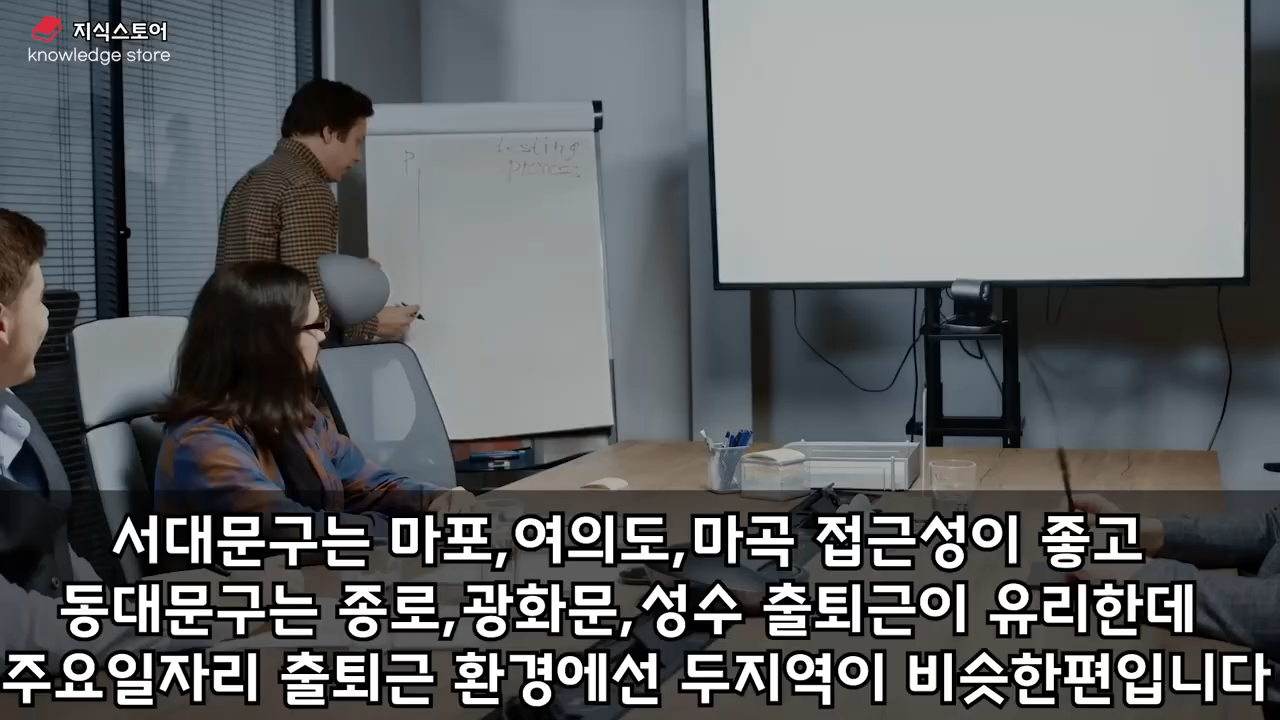 지식스토어
knowledge store
P
testing
서대문구는 마포,여의도,마곡 접근성이 좋고
동대문구는 종로,광화문,성수 출퇴근이 유리한데
주요일자리 출퇴근 환경에선 두지역이 비슷한편입니다